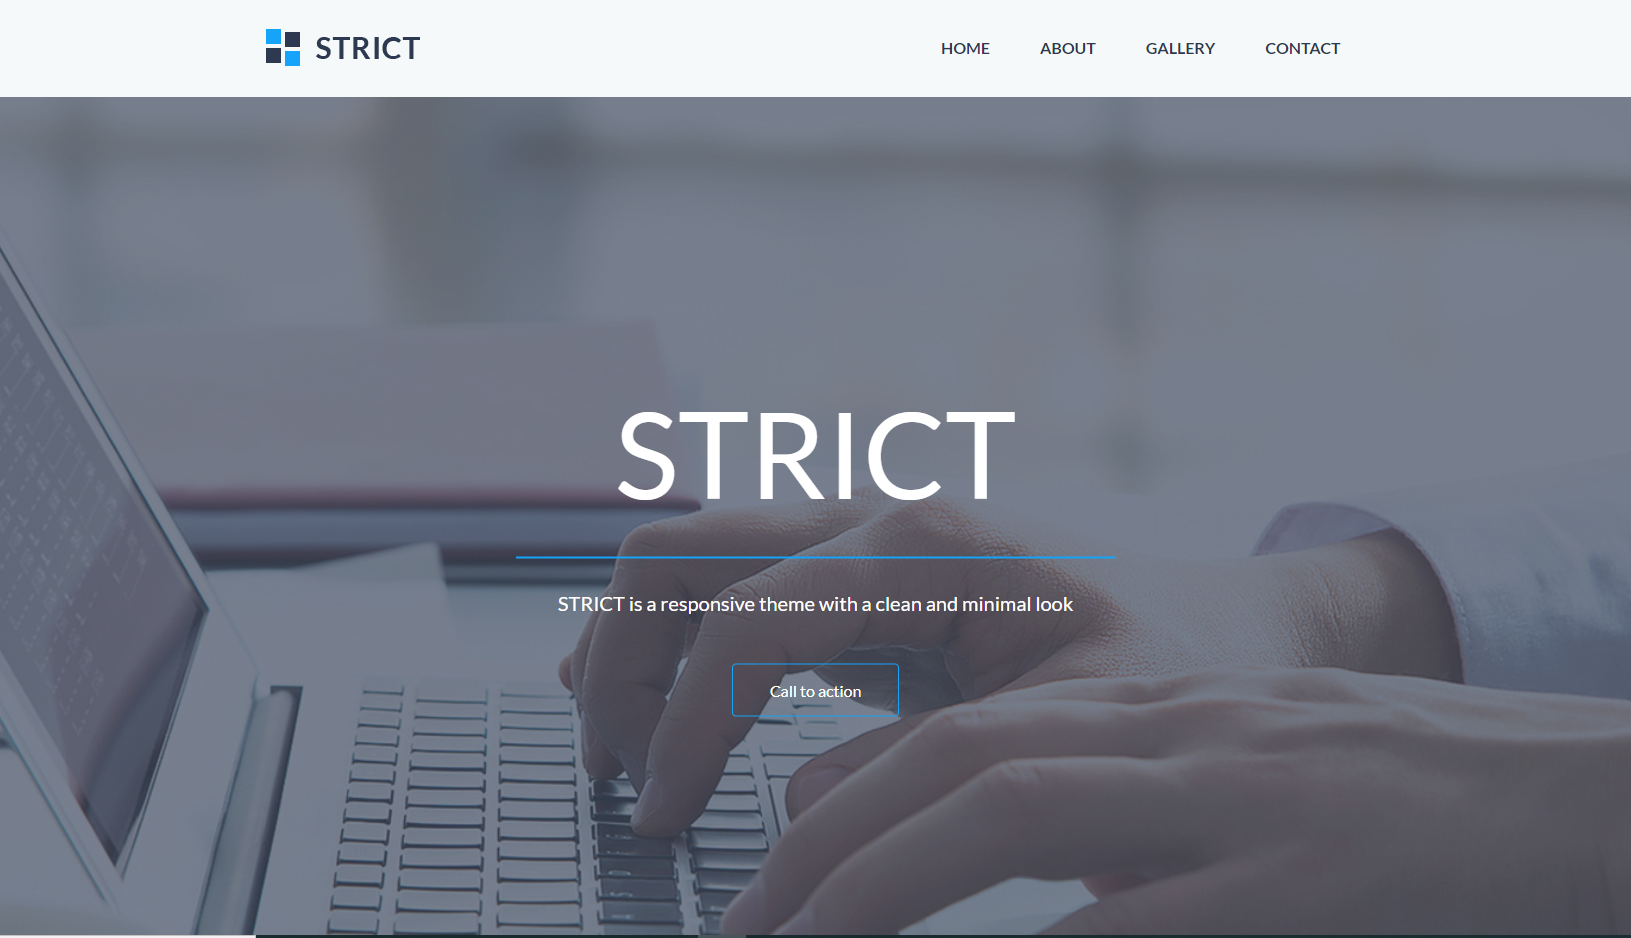 STRICT
HOME ABOUT GALLERY CONTACT
STRICT
STRICT is a responsive theme with a clean and minimal look
Call to action